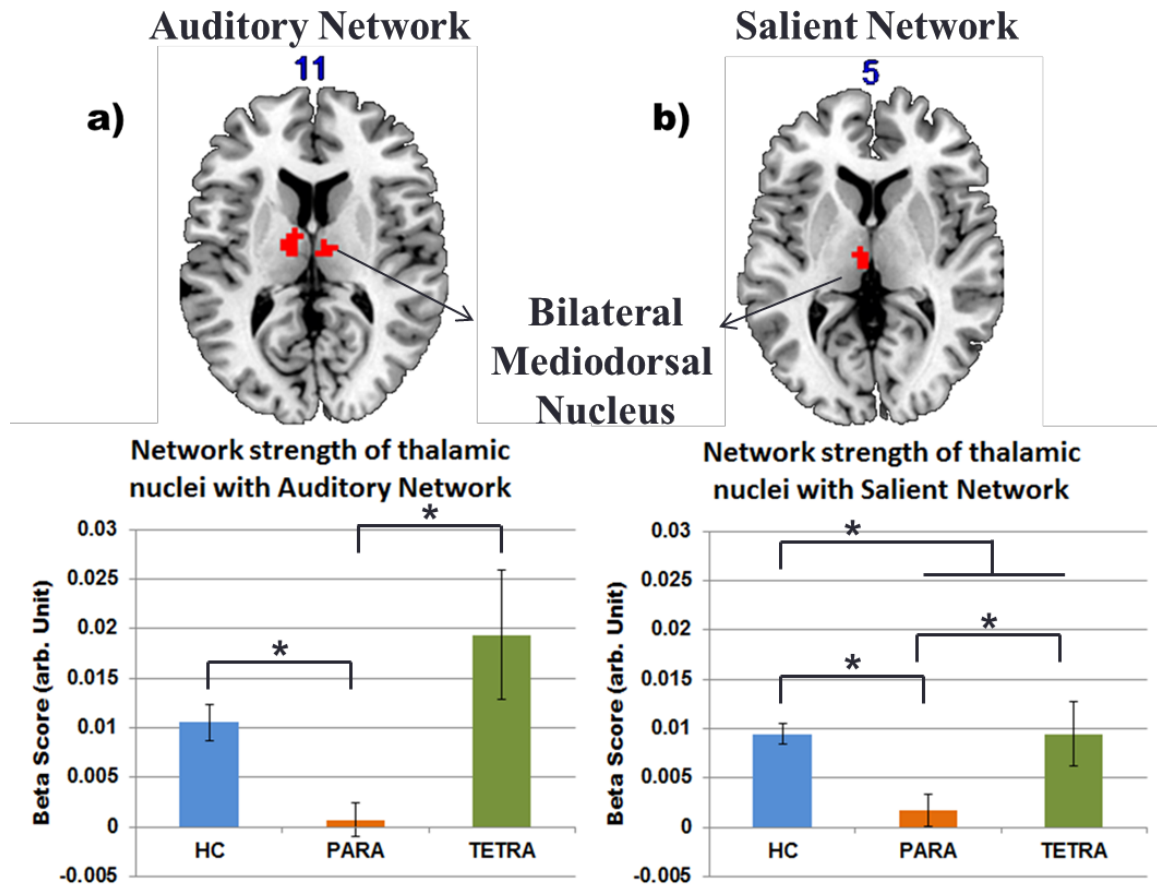 Auditory Network
Salient Network
11
5
a)
b)
Bilateral
Mediodorsal
Nucleus
Network strength of thalamic
nuclei with Auditory Network
Beta Score (arb. Unit)
0.03
0.025
0.02
0.015
0.01
0.005
0
-0.005
*
*
HC
PARA
TETRA
Network strength of thalamic
nuclei with Salient Network
Beta Score (arb. Unit)
0.03
0.025
0.02
0.015
0.01
0.005
0
-0.005
*
*
*
HC
PARA
TETRA